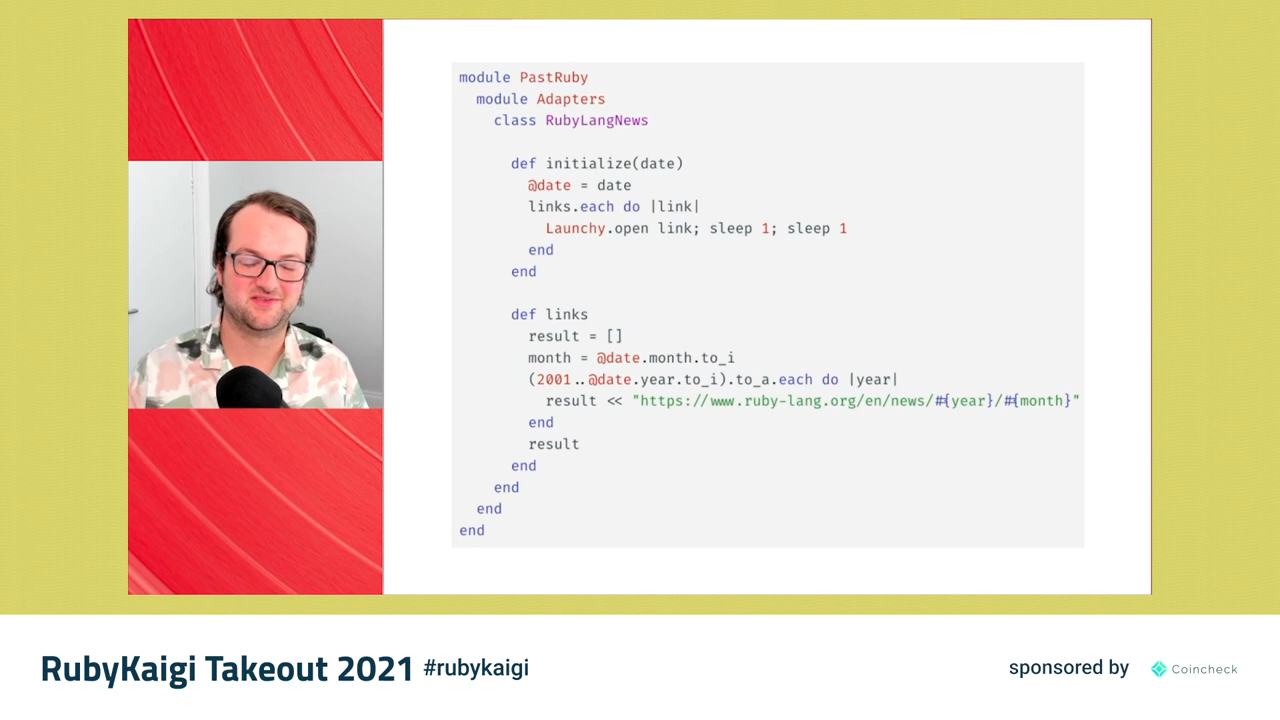 module PastRuby
module Adapters
class RubyLangNews
def initialize(date)
@date = date
links.each do |link|
Launchy.open link; sleep 1; sleep 1
end
end
def links
result = []
month = @date.month.to_i
(2001..@date.year.to_i).to_a.each do |year|
result << "https://www.ruby-lang.org/en/news/#{year}/#{month}"
end
result
end
end
end
end
RubyKaigi Takeout 2021 #rubykaigi
sponsored by Coincheck